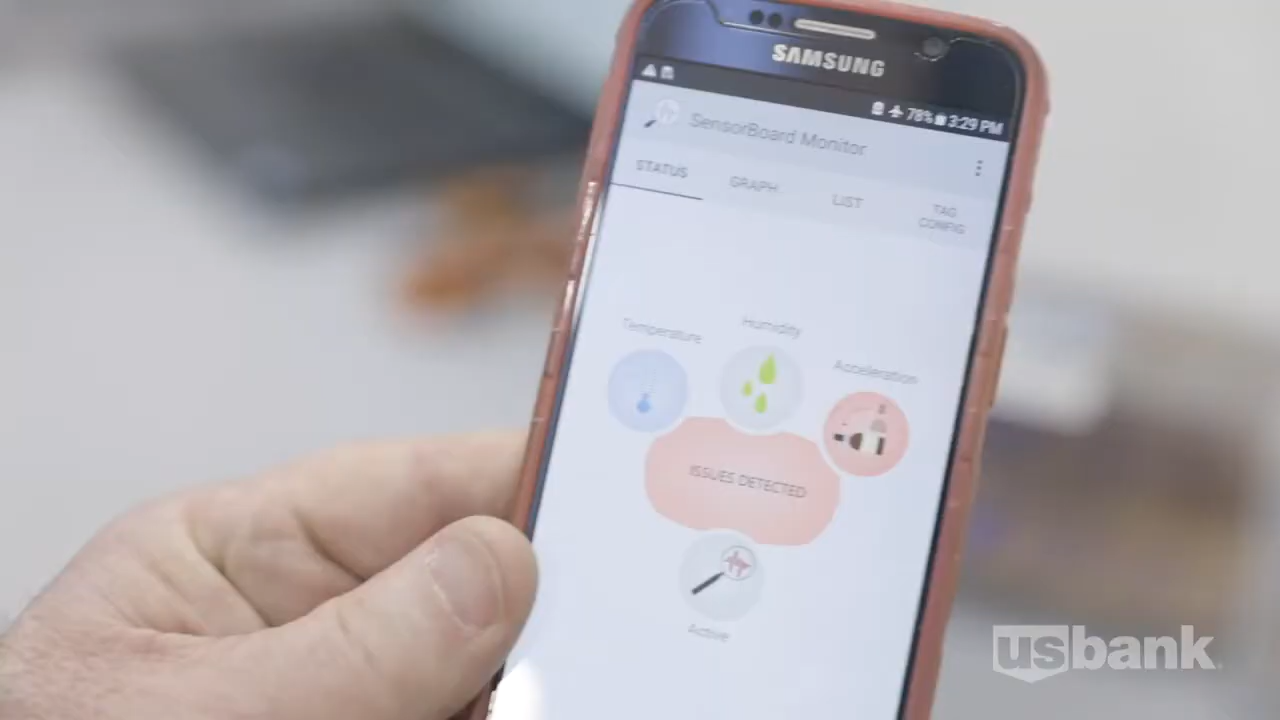 SAMSUNG
78% 3:29 PM
SensorBoard Monitor
STATUS
GRAPH
LIST
TAG
CONFIG
Temperature
Humidity
Acceleration
ISSUES DETECTED
Active
usbank